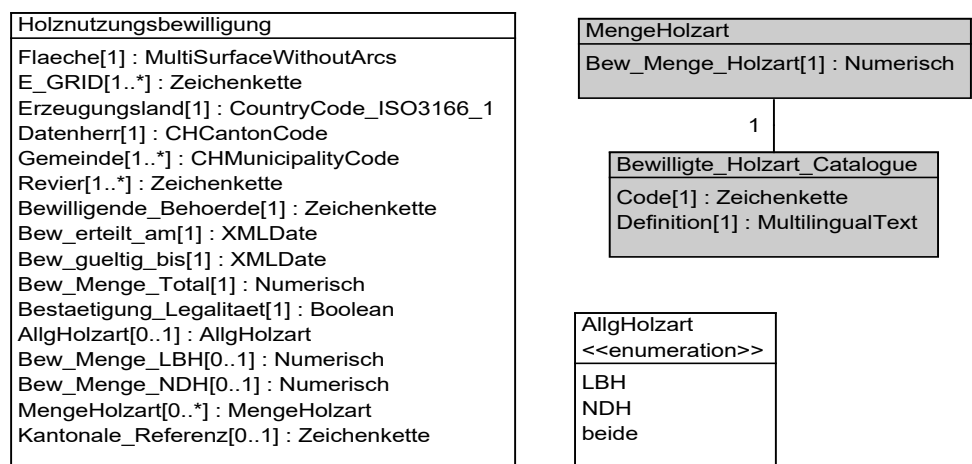 Holznutzungsbewilligung
Flaeche[1] : MultiSurfaceWithoutArcs
E_GRID[1..*] : Zeichenkette
Erzeugungsland[1] : CountryCode_ISO3166_1
Datenherr[1] : CHCantonCode
Gemeinde[1..*] : CHMunicipalityCode
Revier[1..*] : Zeichenkette
Bewilligende_Behoerde[1] : Zeichenkette
Bew_erteilt_am[1] : XMLDate
Bew_gueltig_bis[1] : XMLDate
Bew_Menge_Total[1] : Numerisch
Bestaetigung_Legalitaet[1] : Boolean
AllgHolzart[0..1] : AllgHolzart
Bew_Menge_LBH[0..1] : Numerisch
Bew_Menge_NDH[0..1] : Numerisch
MengeHolzart[0..*] : MengeHolzart
Kantonale_Referenz[0..1] : Zeichenkette
MengeHolzart
Bew_Menge_Holzart[1] : Numerisch
1
Bewilligte_Holzart_Catalogue
Code[1] : Zeichenkette
Definition[1] : MultilingualText
AllgHolzart
<<enumeration>>
LBH
NDH
beide